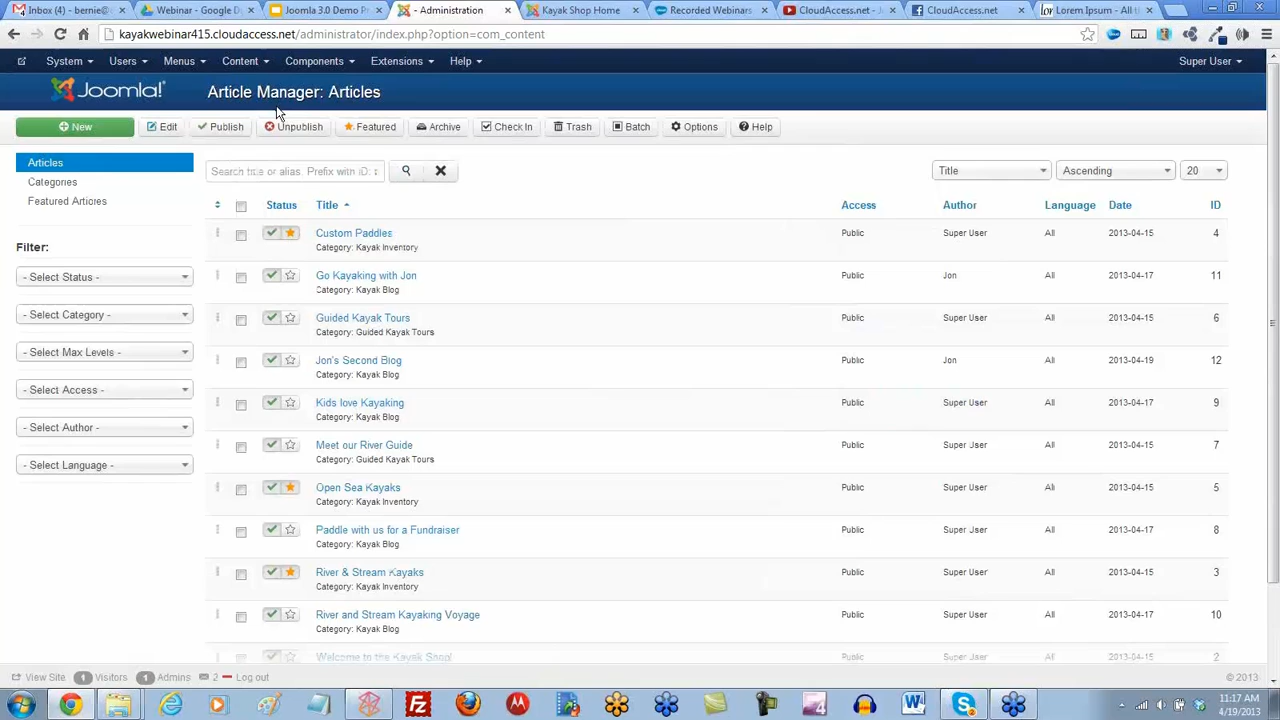 Inbox (4) - bernie@
Webinar - Google D
Joomla 3.0 Demo P
- Administration
Kayak Shop Home
Recorded Webinars
CloudAccess.net -
CloudAccess.net
Lorem Ipsum - All t
kayakwebinar415.cloudaccess.net/administrator/index.php?option=com_content
System Users Menus Content Components Extensions Help Super User
Joomla! Article Manager: Articles
New Edit Publish Unpublish Featured Archive Check In Trash Batch Options Help
Articles
Categories
Featured Articles
Filter:
- Select Status -
- Select Category -
- Select Max Levels -
- Select Access -
- Select Author -
- Select Language -
Search title or alias. Prefix with ID:
Title Ascending 20
Status Title Access Author Language Date ID
Custom Paddles Public Super User All 2013-04-15 4
Category: Kayak Inventory
Go Kayaking with Jon Public Jon All 2013-04-17 11
Category: Kayak Blog
Guided Kayak Tours Public Super User All 2013-04-15 6
Category: Guided Kayak Tours
Jon's Second Blog Public Jon All 2013-04-19 12
Category: Kayak Blog
Kids love Kayaking Public Super User All 2013-04-17 9
Category: Kayak Blog
Meet our River Guide Public Super User All 2013-04-15 7
Category: Guided Kayak Tours
Open Sea Kayaks Public Super User All 2013-04-15 5
Category: Kayak Inventory
Paddle with us for a Fundraiser Public Super User All 2013-04-17 8
Category: Kayak Blog
River & Stream Kayaks Public Super User All 2013-04-15 3
Category: Kayak Inventory
River and Stream Kayaking Voyage Public Super User All 2013-04-17 10
Category: Kayak Blog
Welcome to the Kayak Shop! Public Super User All 2013-04-15 2
View Site 1 Visitors 1 Admins 2 Log out © 2013
11:17 AM
4/19/2013